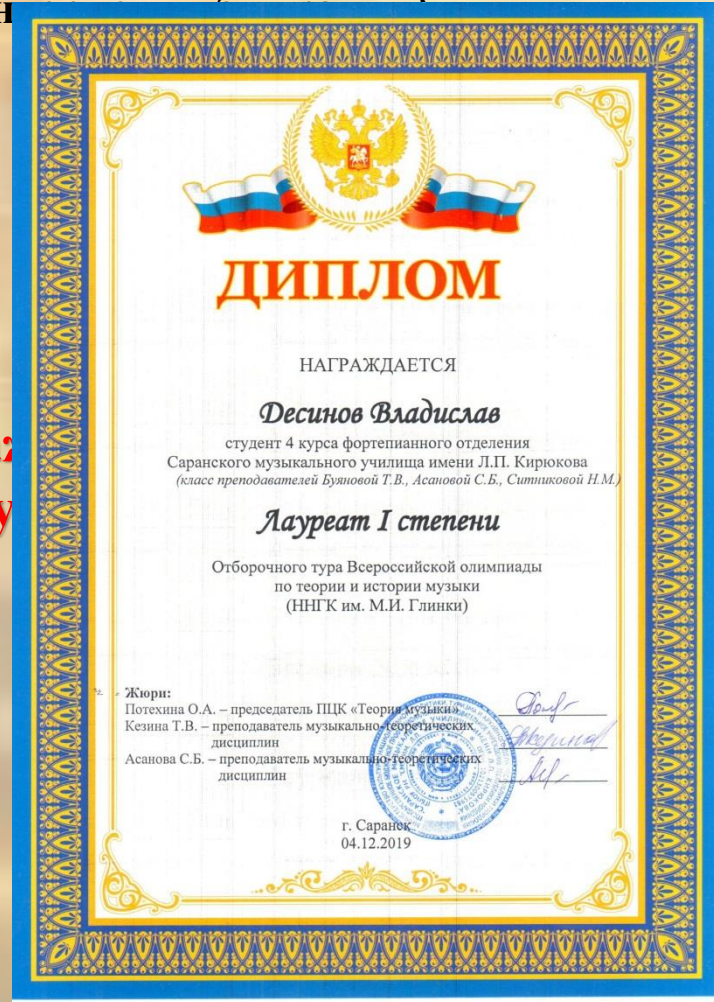 ДИПЛОМ
НАГРАЖДАЕТСЯ
Десинов Владислав
студент 4 курса фортепианного отделения
Саранского музыкального училища имени Л.П. Кирюкова
(класс преподавателей Буяновой Т.В., Асановой С.Б., Ситниковой Н.М.)
Лауреат I степени
Отборочного тура Всероссийской олимпиады
по теории и истории музыки
(ННГК им. М.И. Глинки)
Жюри:
Потехина О.А. – председатель ПЦК «Теория музыки»
Кезина Т.В. – преподаватель музыкально-теоретических
дисциплин
Асанова С.Б. – преподаватель музыкально-теоретических
дисциплин
г. Саранск
04.12.2019